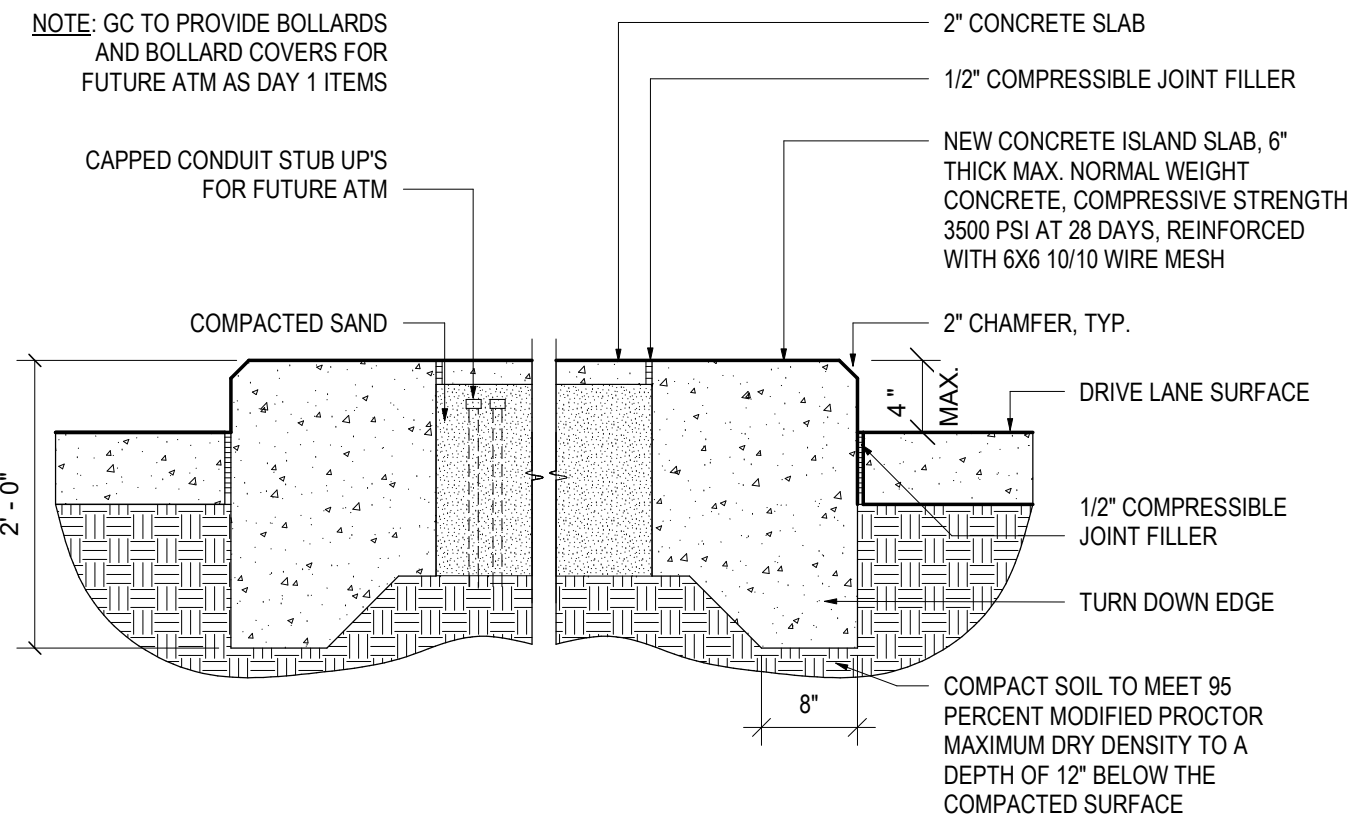 NOTE: GC TO PROVIDE BOLLARDS
AND BOLLARD COVERS FOR
FUTURE ATM AS DAY 1 ITEMS
CAPPED CONDUIT STUB UP'S
FOR FUTURE ATM
COMPACTED SAND
2' - 0"
2" CONCRETE SLAB
1/2" COMPRESSIBLE JOINT FILLER
NEW CONCRETE ISLAND SLAB, 6"
THICK MAX. NORMAL WEIGHT
CONCRETE, COMPRESSIVE STRENGTH
3500 PSI AT 28 DAYS, REINFORCED
WITH 6X6 10/10 WIRE MESH
2" CHAMFER, TYP.
4 "
MAX.
DRIVE LANE SURFACE
1/2" COMPRESSIBLE
JOINT FILLER
TURN DOWN EDGE
8"
COMPACT SOIL TO MEET 95
PERCENT MODIFIED PROCTOR
MAXIMUM DRY DENSITY TO A
DEPTH OF 12" BELOW THE
COMPACTED SURFACE